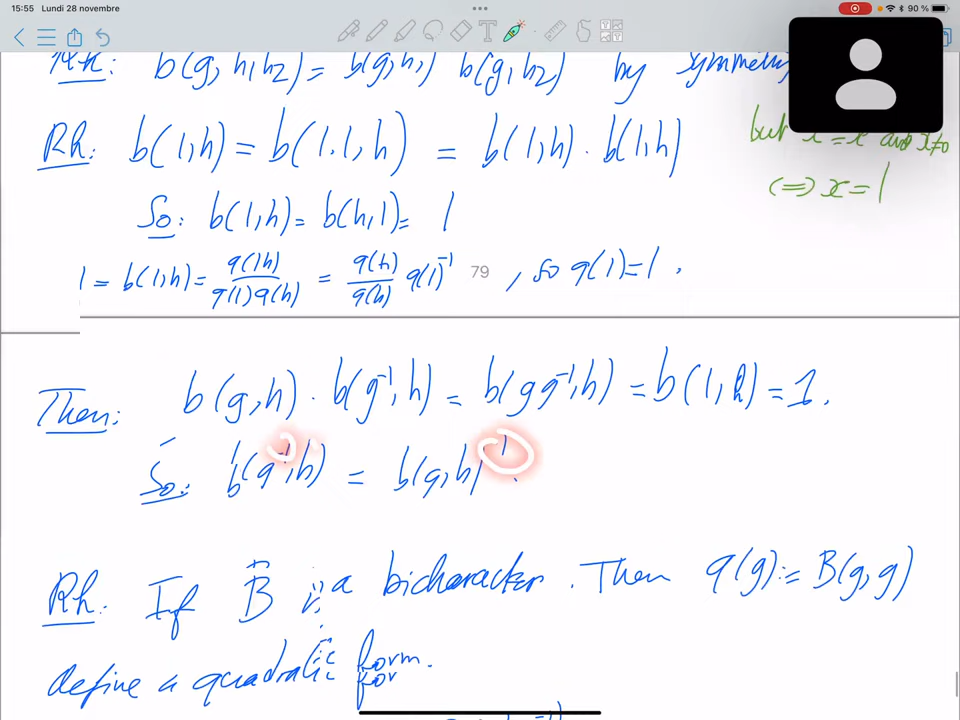 15:55 Lundi 28 novembre
90 %
b(g, h1h2) = b(g,h1) b(g,h2) by symmetry
Rk: b(1,h) = b(1.1, h) = b(1,h) . b(1,h)
but x = x² and x≠0
(=) x = 1
So: b(1,h) = b(h,1) = 1
1 = b(1,h) = q(1h)/q(1)q(h) = q(h)/q(h) q(1)⁻¹ , so q(1) = 1 .
79
Then: b(g,h) . b(g⁻¹, h) = b(gg⁻¹, h) = b(1, h) = 1.
So: b(g⁻¹, h) = b(g, h)⁻¹.
Rk: If B is a bicharacter. Then q(g) := B(g, g)
define a quadratic form.